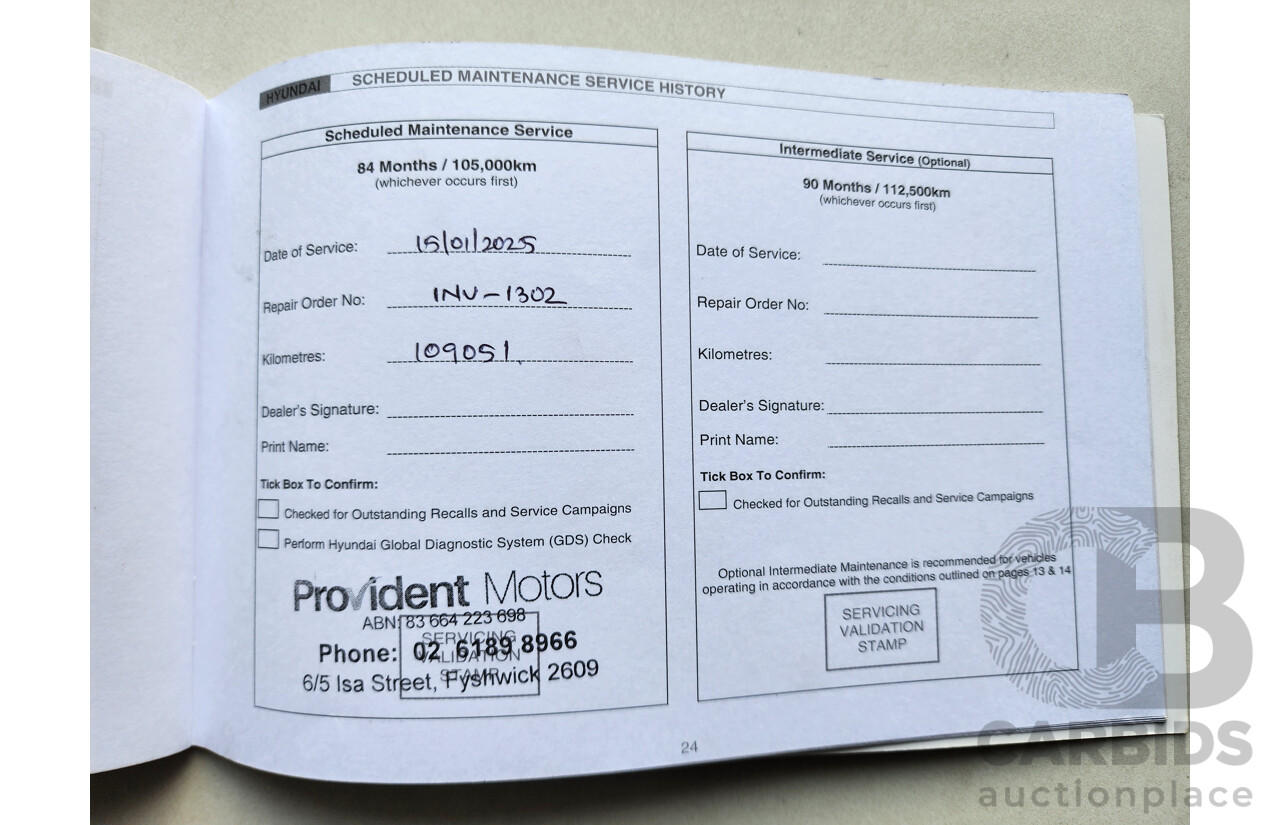 HYUNDAI SCHEDULED MAINTENANCE SERVICE HISTORY
Scheduled Maintenance Service
84 Months / 105,000km
(whichever occurs first)
Date of Service: 15/01/2025
Repair Order No: INV-1302
Kilometres: 109051
Dealer's Signature:
Print Name:
Tick Box To Confirm:
Checked for Outstanding Recalls and Service Campaigns
Perform Hyundai Global Diagnostic System (GDS) Check
Provident Motors
ABN: 83 664 223 698
SERVICING
Phone: 02 6189 8966
VALIDATION
STAMP
6/5 Isa Street, Fyshwick 2609
Intermediate Service (Optional)
90 Months / 112,500km
(whichever occurs first)
Date of Service:
Repair Order No:
Kilometres:
Dealer's Signature:
Print Name:
Tick Box To Confirm:
Checked for Outstanding Recalls and Service Campaigns
Optional Intermediate Maintenance is recommended for vehicles
operating in accordance with the conditions outlined on pages 13 & 14
SERVICING
VALIDATION
STAMP
24
CB
CARBIDS
auctionplace